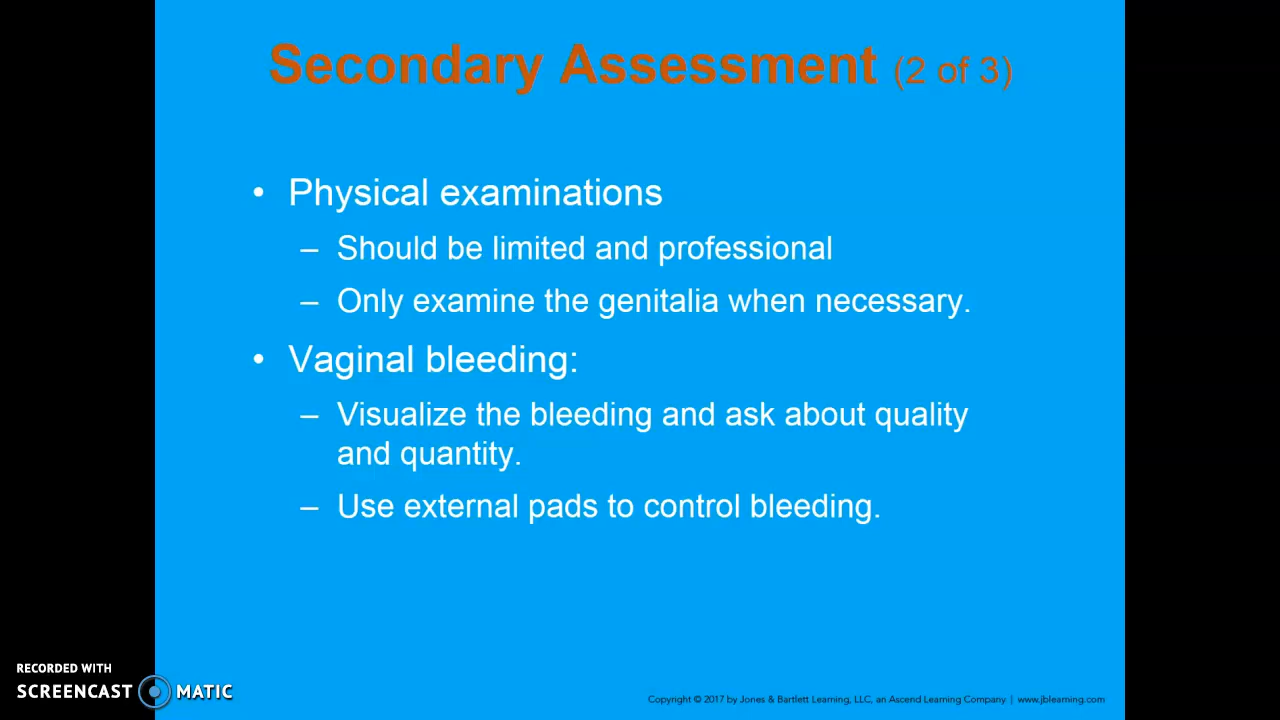 Secondary Assessment (2 of 3)
• Physical examinations
– Should be limited and professional
– Only examine the genitalia when necessary.
• Vaginal bleeding:
– Visualize the bleeding and ask about quality
and quantity.
– Use external pads to control bleeding.
RECORDED WITH
SCREENCAST MATIC
Copyright © 2017 by Jones & Bartlett Learning, LLC, an Ascend Learning Company | www.jblearning.com